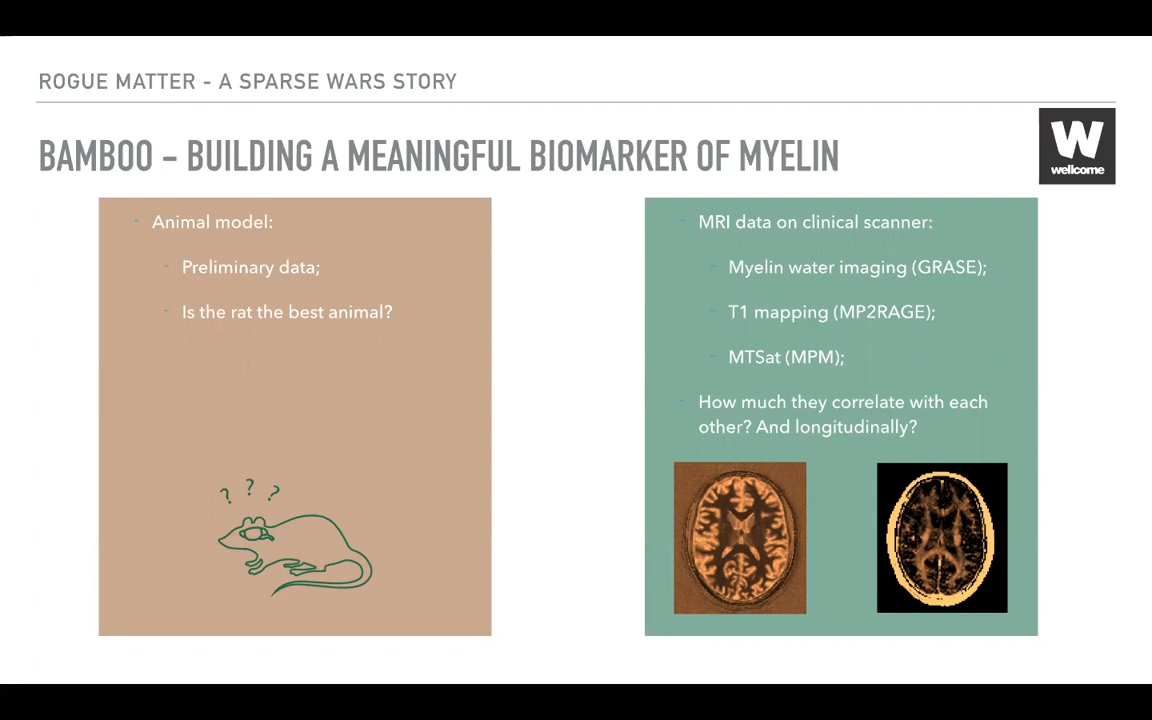 ROGUE MATTER - A SPARSE WARS STORY
BAMBOO - BUILDING A MEANINGFUL BIOMARKER OF MYELIN
W
wellcome
- Animal model:
- Preliminary data;
- Is the rat the best animal?
? ? ?
- MRI data on clinical scanner:
- Myelin water imaging (GRASE);
- T1 mapping (MP2RAGE);
- MTSat (MPM);
- How much they correlate with each
other? And longitudinally?